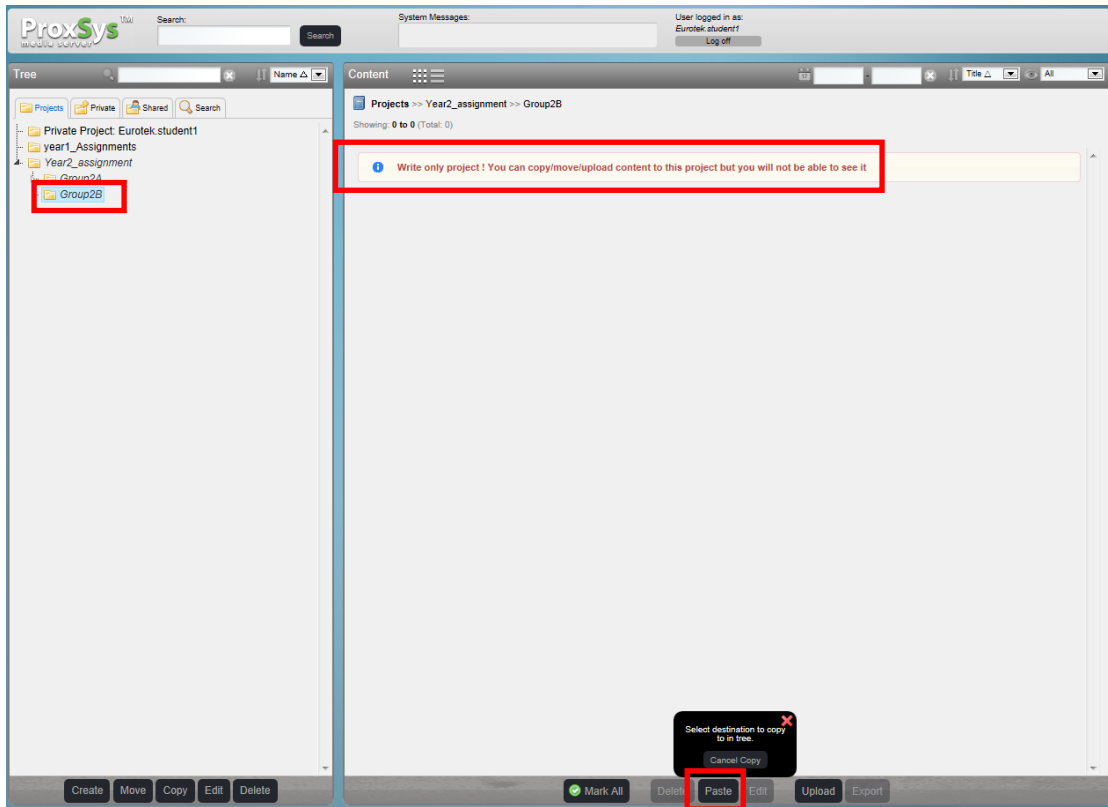 ProxSys™
media server
Search:
Search
System Messages:
User logged in as:
Eurotek.student1
Log off
Tree
Name △
Content
Title △
All
Projects
Private
Shared
Search
Projects >> Year2_assignment >> Group2B
Showing: 0 to 0 (Total: 0)
Private Project: Eurotek.student1
year1_Assignments
Year2_assignment
Group2A
Group2B
Write only project ! You can copy/move/upload content to this project but you will not be able to see it
Select destination to copy
to in tree.
Cancel Copy
Create
Move
Copy
Edit
Delete
Mark All
Delete
Paste
Edit
Upload
Export